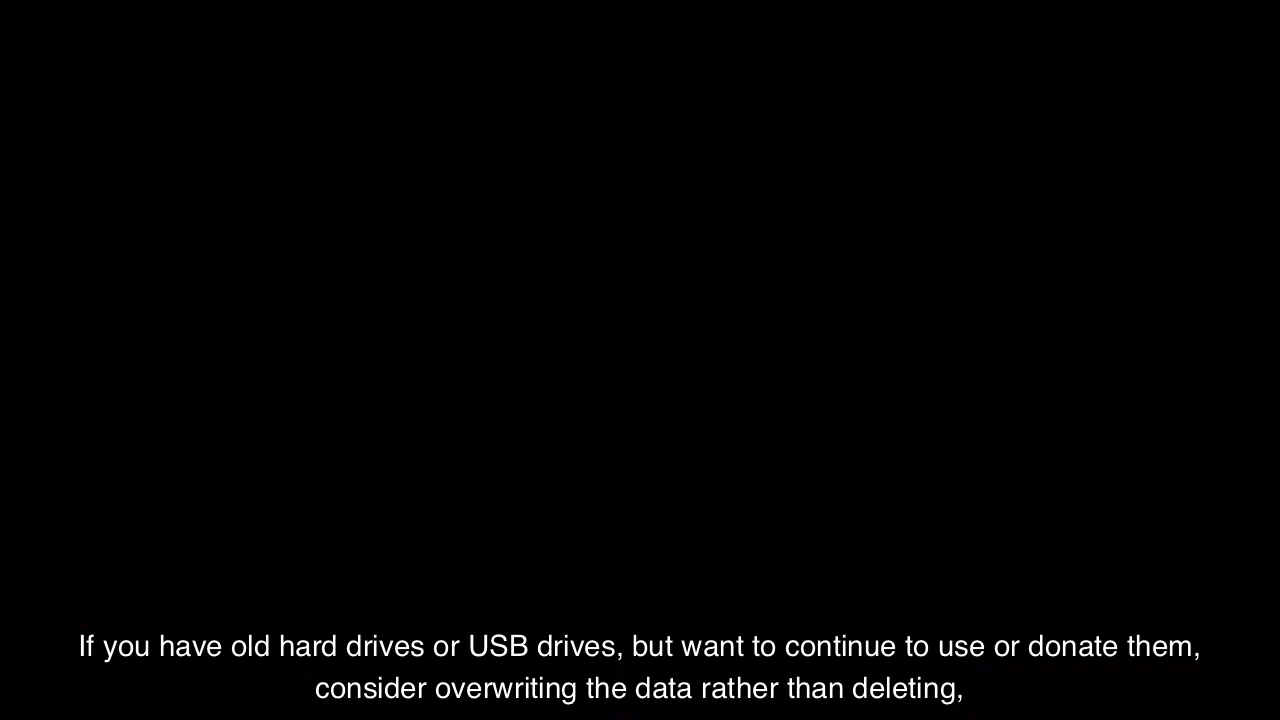 If you have old hard drives or USB drives, but want to continue to use or donate them,
consider overwriting the data rather than deleting,